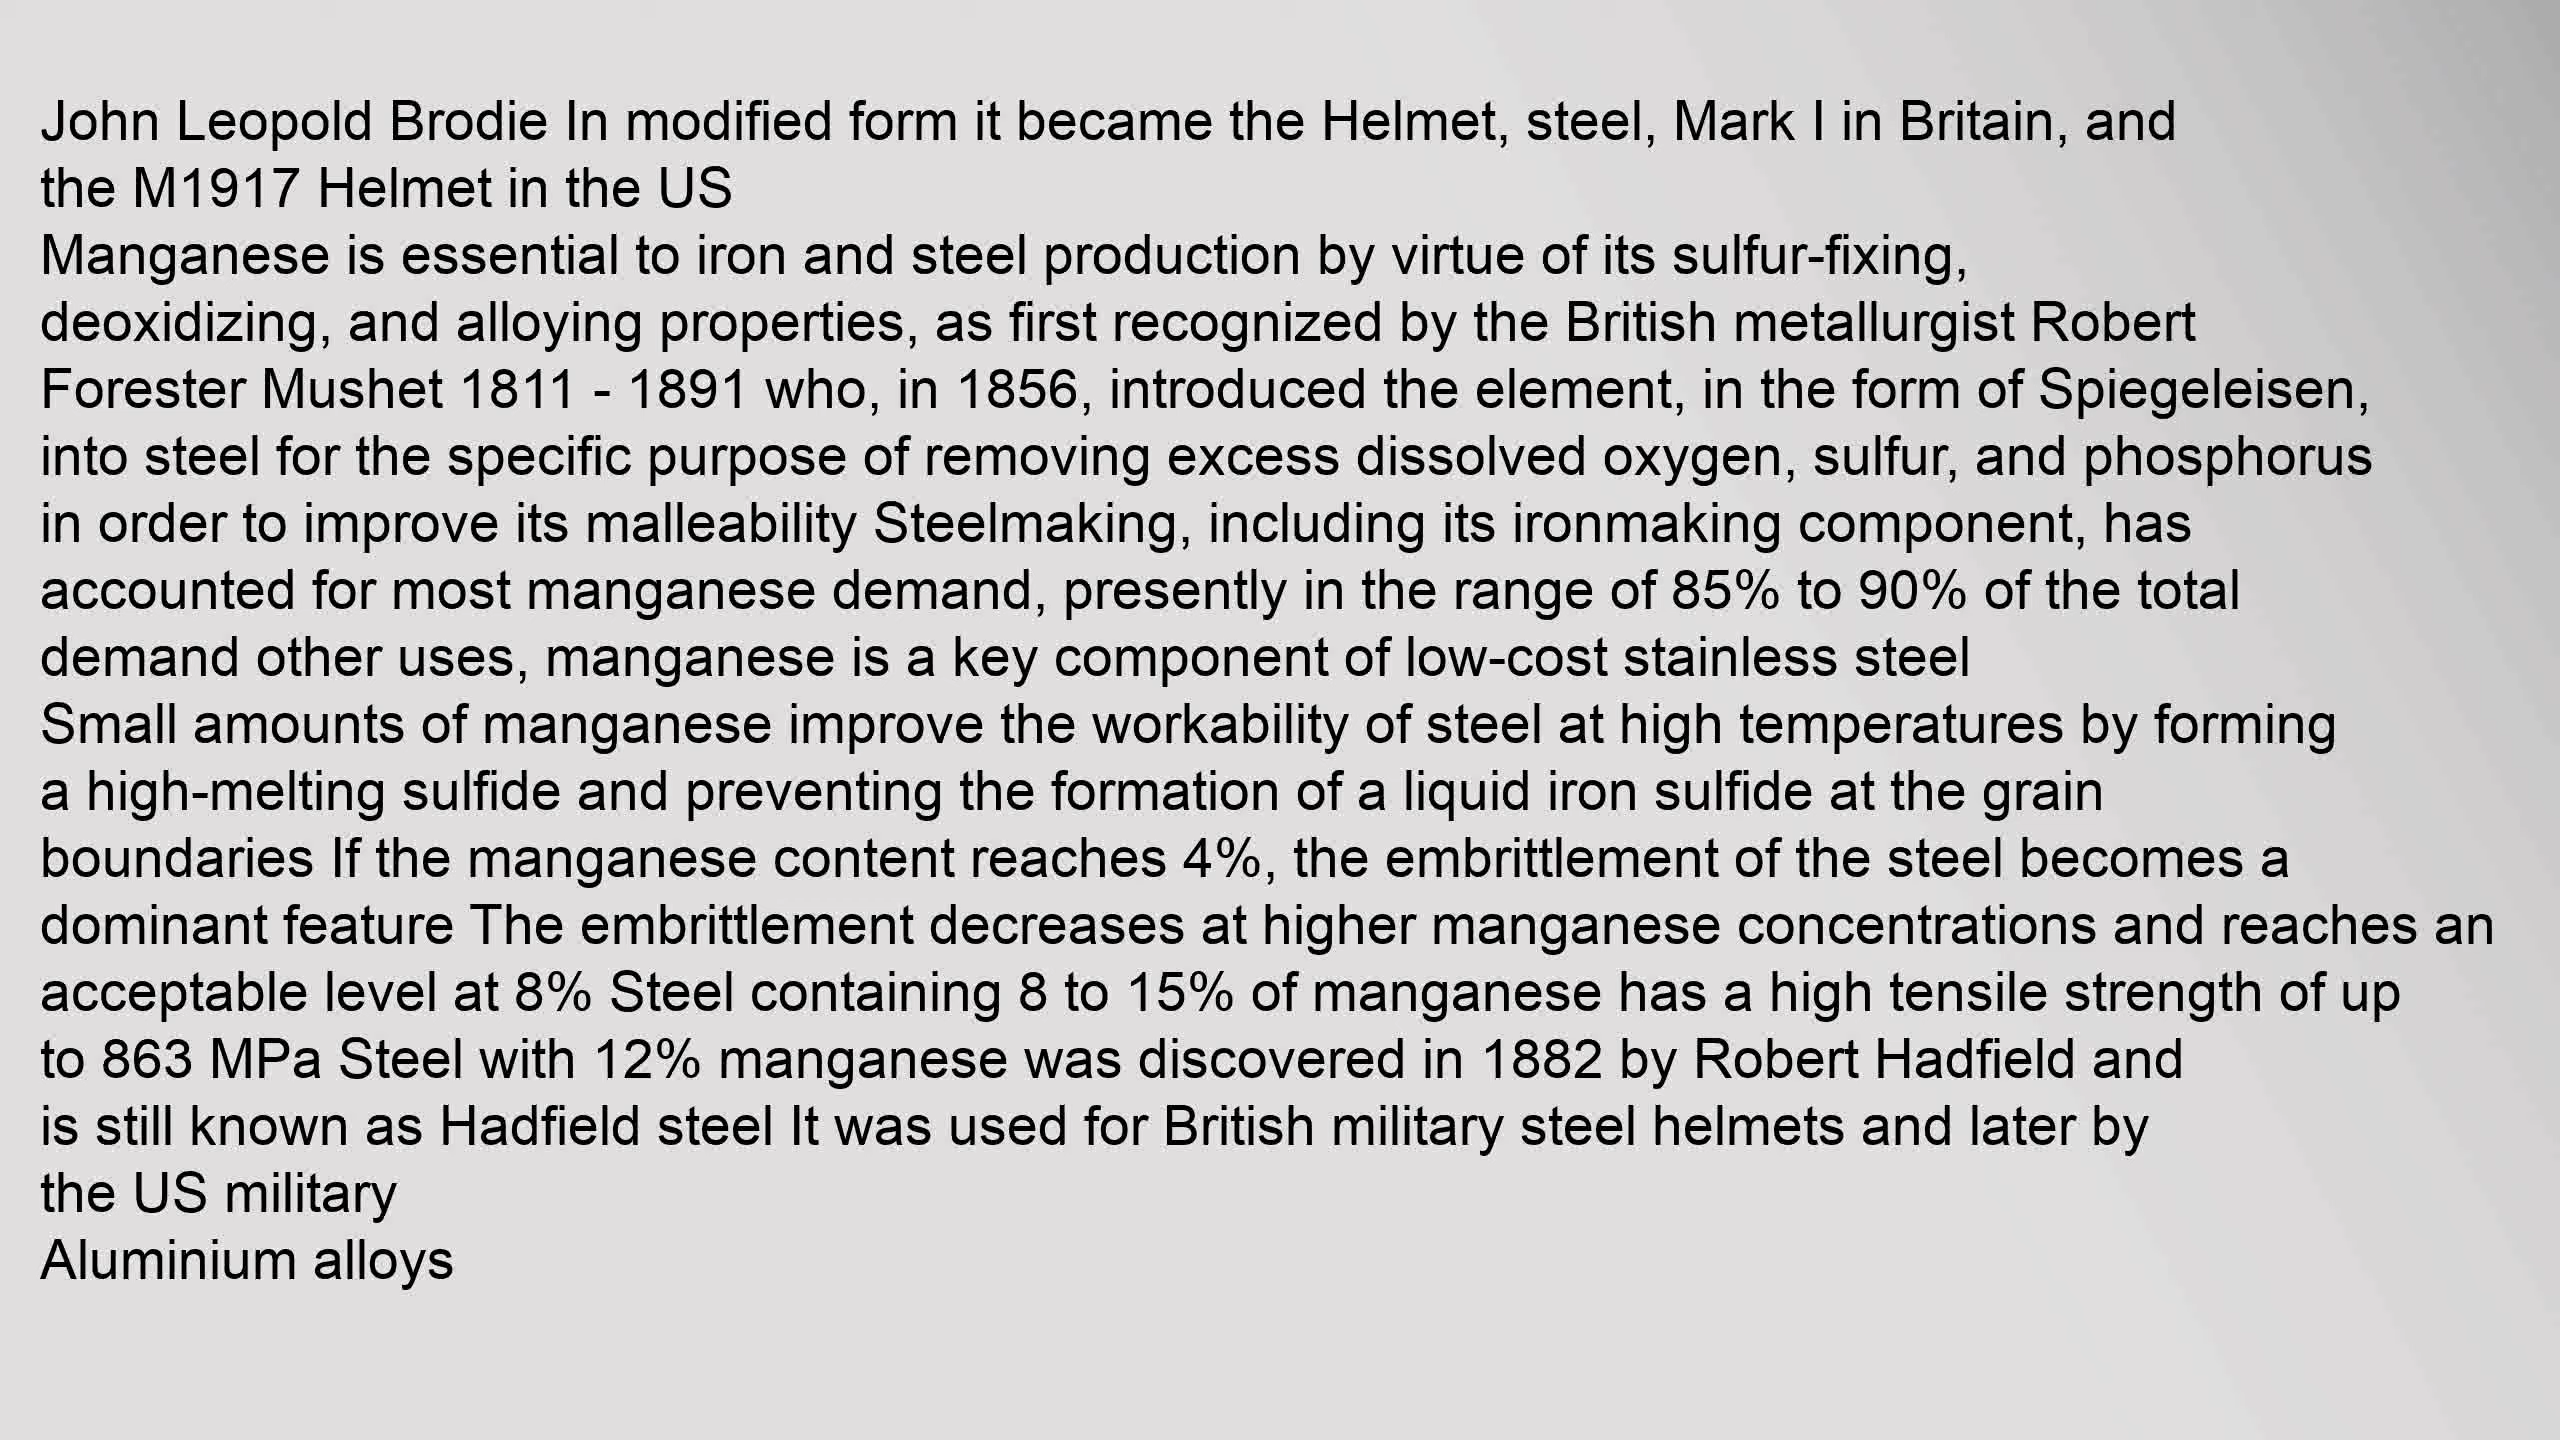 John Leopold Brodie In modified form it became the Helmet, steel, Mark I in Britain, and
the M1917 Helmet in the US
Manganese is essential to iron and steel production by virtue of its sulfur-fixing,
deoxidizing, and alloying properties, as first recognized by the British metallurgist Robert
Forester Mushet 1811 - 1891 who, in 1856, introduced the element, in the form of Spiegeleisen,
into steel for the specific purpose of removing excess dissolved oxygen, sulfur, and phosphorus
in order to improve its malleability Steelmaking, including its ironmaking component, has
accounted for most manganese demand, presently in the range of 85% to 90% of the total
demand other uses, manganese is a key component of low-cost stainless steel
Small amounts of manganese improve the workability of steel at high temperatures by forming
a high-melting sulfide and preventing the formation of a liquid iron sulfide at the grain
boundaries If the manganese content reaches 4%, the embrittlement of the steel becomes a
dominant feature The embrittlement decreases at higher manganese concentrations and reaches an
acceptable level at 8% Steel containing 8 to 15% of manganese has a high tensile strength of up
to 863 MPa Steel with 12% manganese was discovered in 1882 by Robert Hadfield and
is still known as Hadfield steel It was used for British military steel helmets and later by
the US military
Aluminium alloys